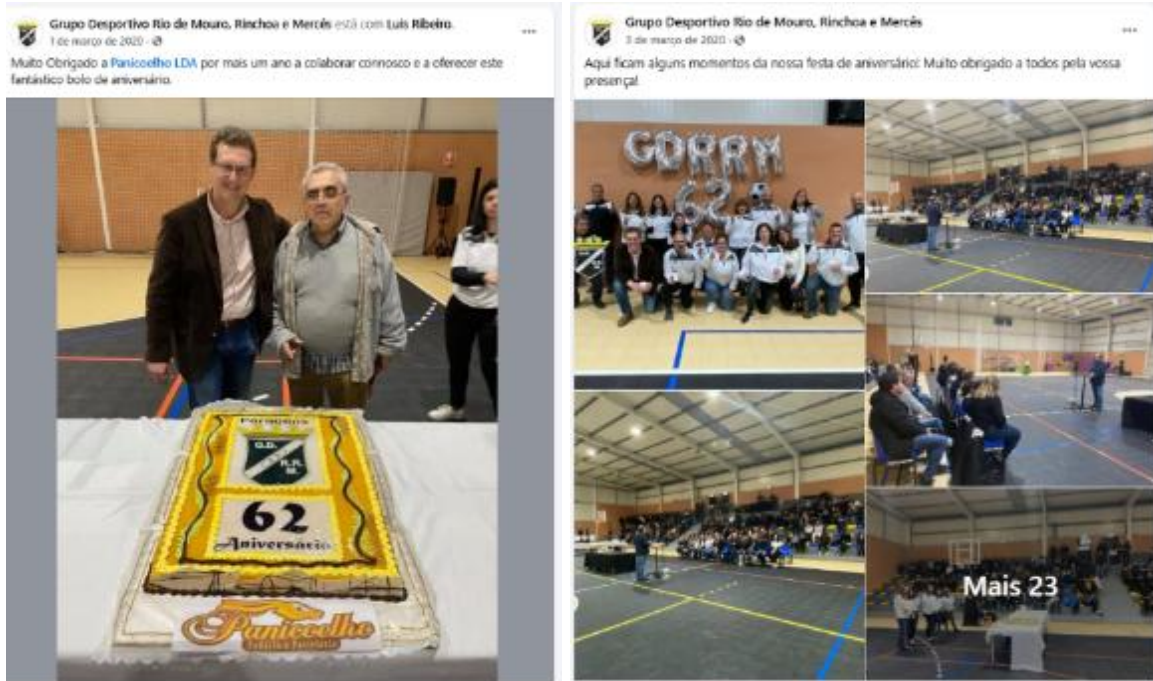 Grupo Desportivo Rio de Mouro, Rinchoa e Mercês está com Luis Ribeiro.
1 de março de 2020
Muito Obrigado a Panicoelho LDA por mais um ano a colaborar connosco e a oferecer este
fantástico bolo de aniversário.
Parabéns
G.D.
R.R.
M.
62
Aniversário
Panicoelho
Grupo Desportivo Rio de Mouro, Rinchoa e Mercês
3 de março de 2020
Aqui ficam alguns momentos da nossa festa de aniversário! Muito obrigado a todos pela vossa
presença!
GDRRM
62
Mais 23